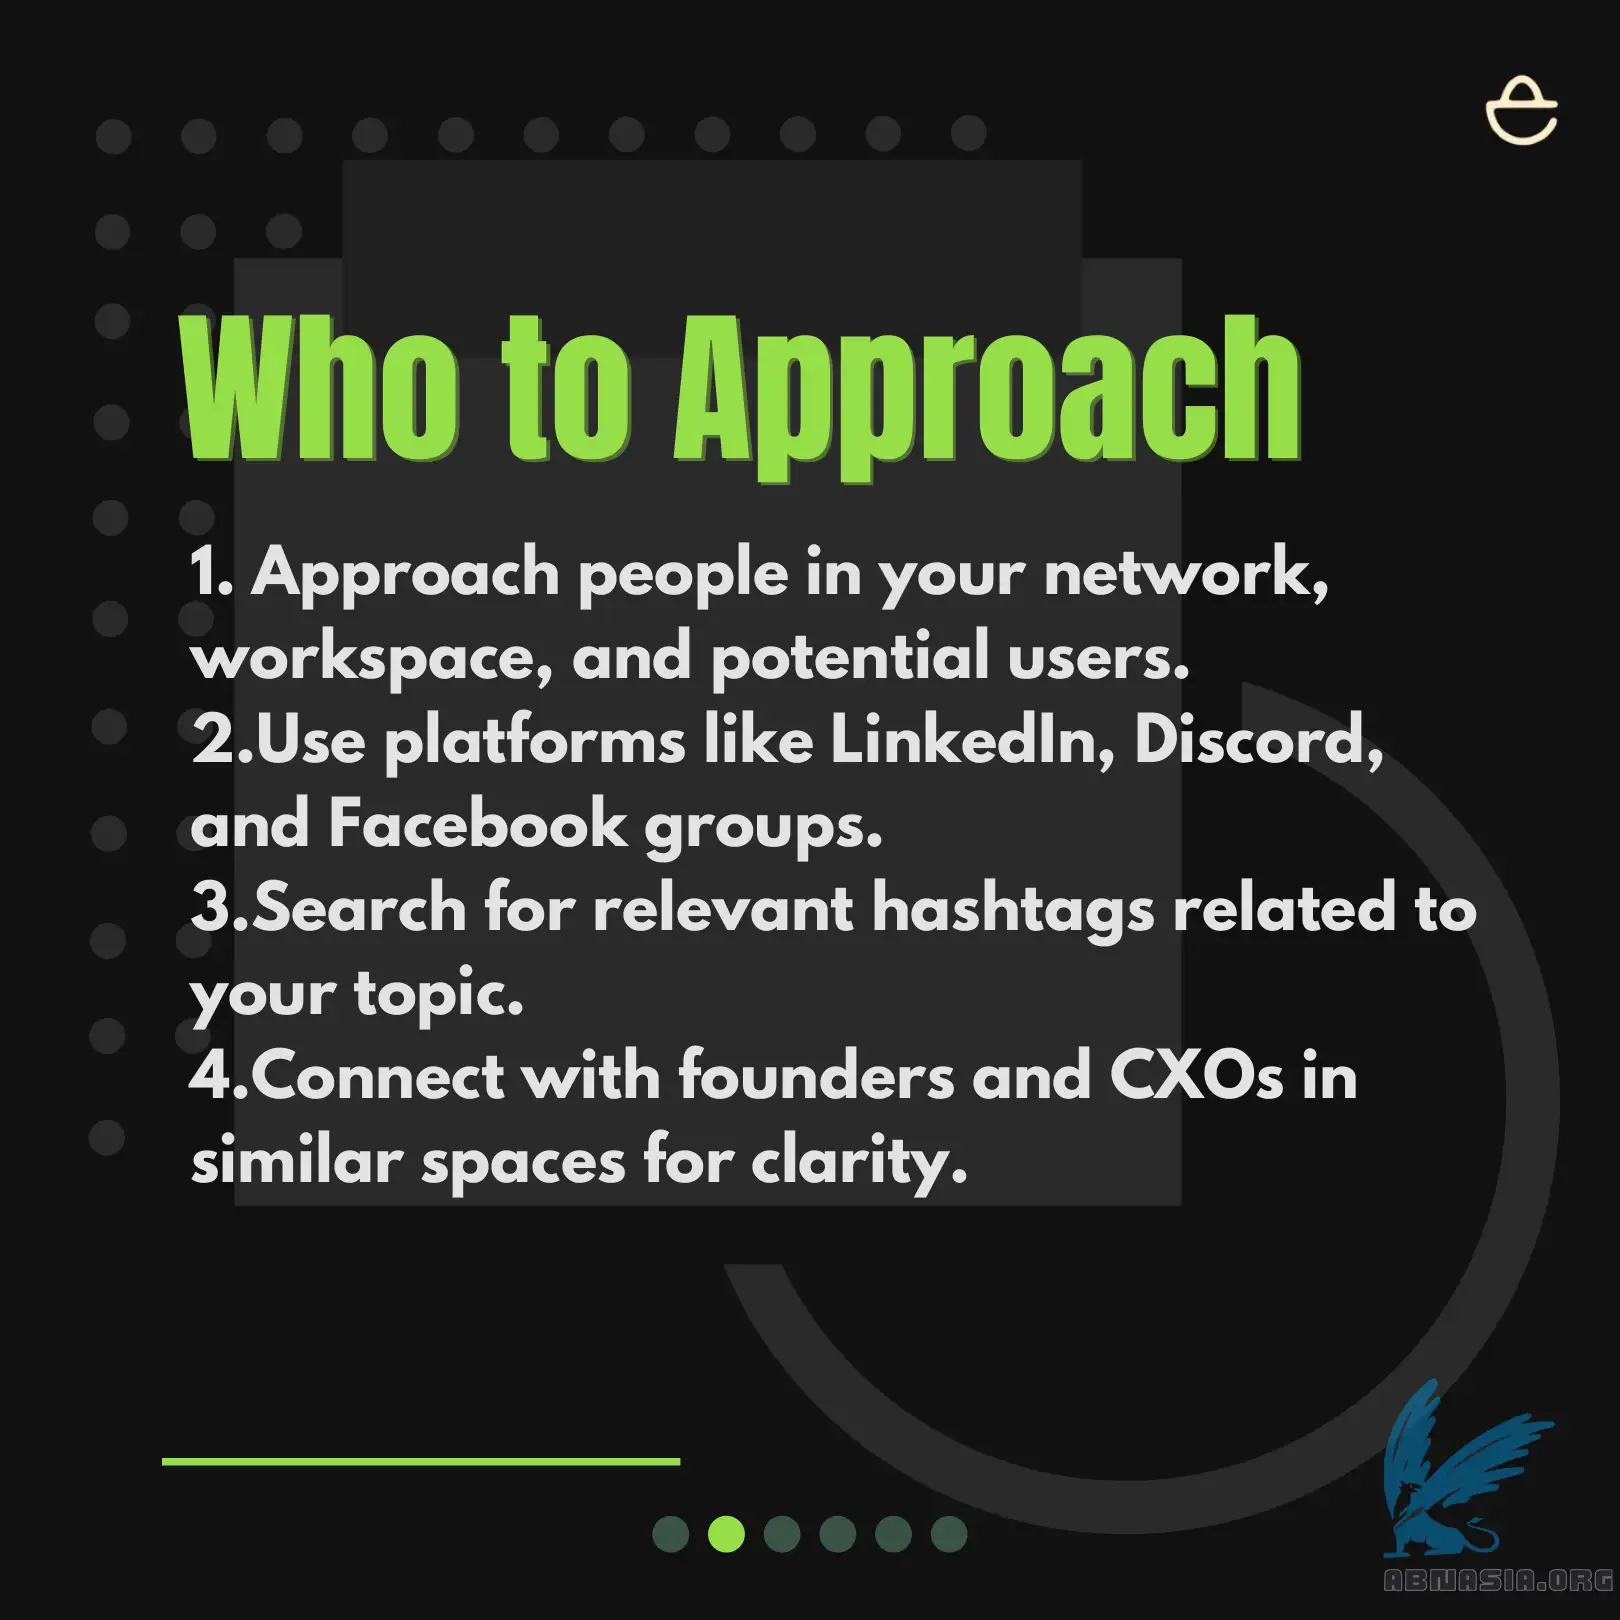 Who to Approach
1. Approach people in your network,
workspace, and potential users.
2.Use platforms like LinkedIn, Discord,
and Facebook groups.
3.Search for relevant hashtags related to
your topic.
4.Connect with founders and CXOs in
similar spaces for clarity.
ABNASIA.ORG